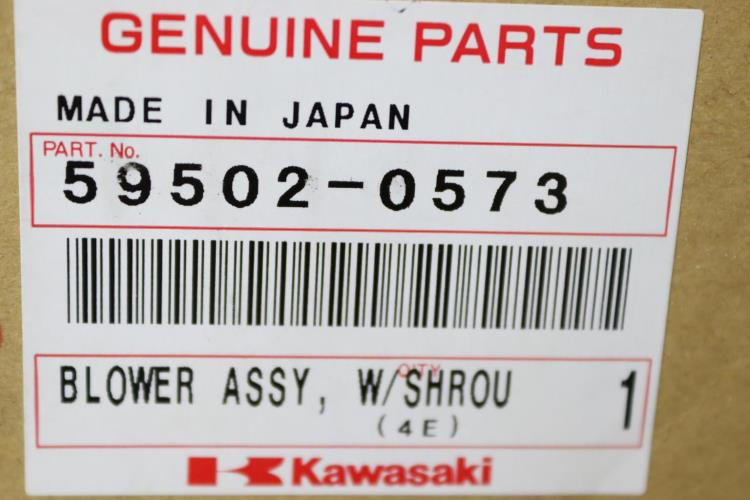 GENUINE PARTS
MADE IN JAPAN
PART. No.
59502-0573
QTY
BLOWER ASSY, W/SHROU 1
(4E)
Kawasaki